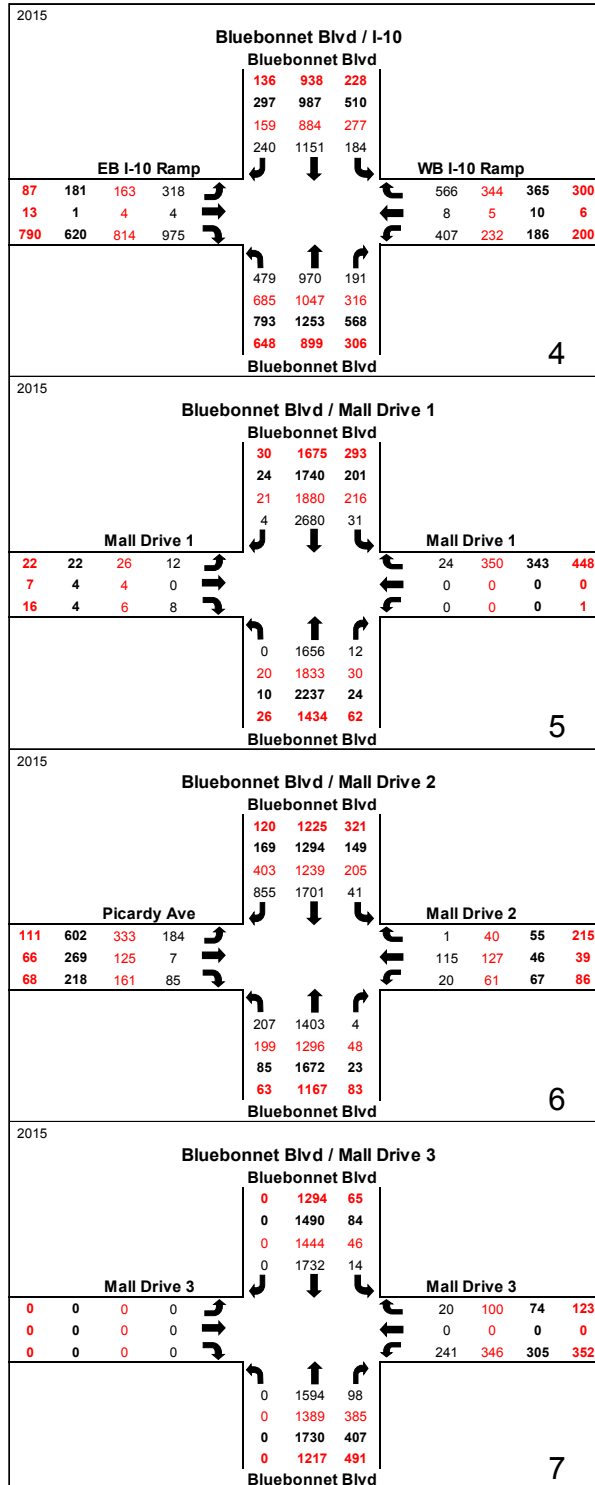 2015
Bluebonnet Blvd / I-10
Bluebonnet Blvd
136 938 228
297 987 510
159 884 277
240 1151 184
EB I-10 Ramp WB I-10 Ramp
87 181 163 318 566 344 365 300
13 1 4 4 8 5 10 6
790 620 814 975 407 232 186 200
479 970 191
685 1047 316
793 1253 568
648 899 306
Bluebonnet Blvd
4
2015
Bluebonnet Blvd / Mall Drive 1
Bluebonnet Blvd
30 1675 293
24 1740 201
21 1880 216
4 2680 31
Mall Drive 1 Mall Drive 1
22 22 26 12 24 350 343 448
7 4 4 0 0 0 0 0
16 4 6 8 0 0 0 1
0 1656 12
20 1833 30
10 2237 24
26 1434 62
Bluebonnet Blvd
5
2015
Bluebonnet Blvd / Mall Drive 2
Bluebonnet Blvd
120 1225 321
169 1294 149
403 1239 205
855 1701 41
Picardy Ave Mall Drive 2
111 602 333 184 1 40 55 215
66 269 125 7 115 127 46 39
68 218 161 85 20 61 67 86
207 1403 4
199 1296 48
85 1672 23
63 1167 83
Bluebonnet Blvd
6
2015
Bluebonnet Blvd / Mall Drive 3
Bluebonnet Blvd
0 1294 65
0 1490 84
0 1444 46
0 1732 14
Mall Drive 3 Mall Drive 3
0 0 0 0 20 100 74 123
0 0 0 0 0 0 0 0
0 0 0 0 241 346 305 352
0 1594 98
0 1389 385
0 1730 407
0 1217 491
Bluebonnet Blvd
7